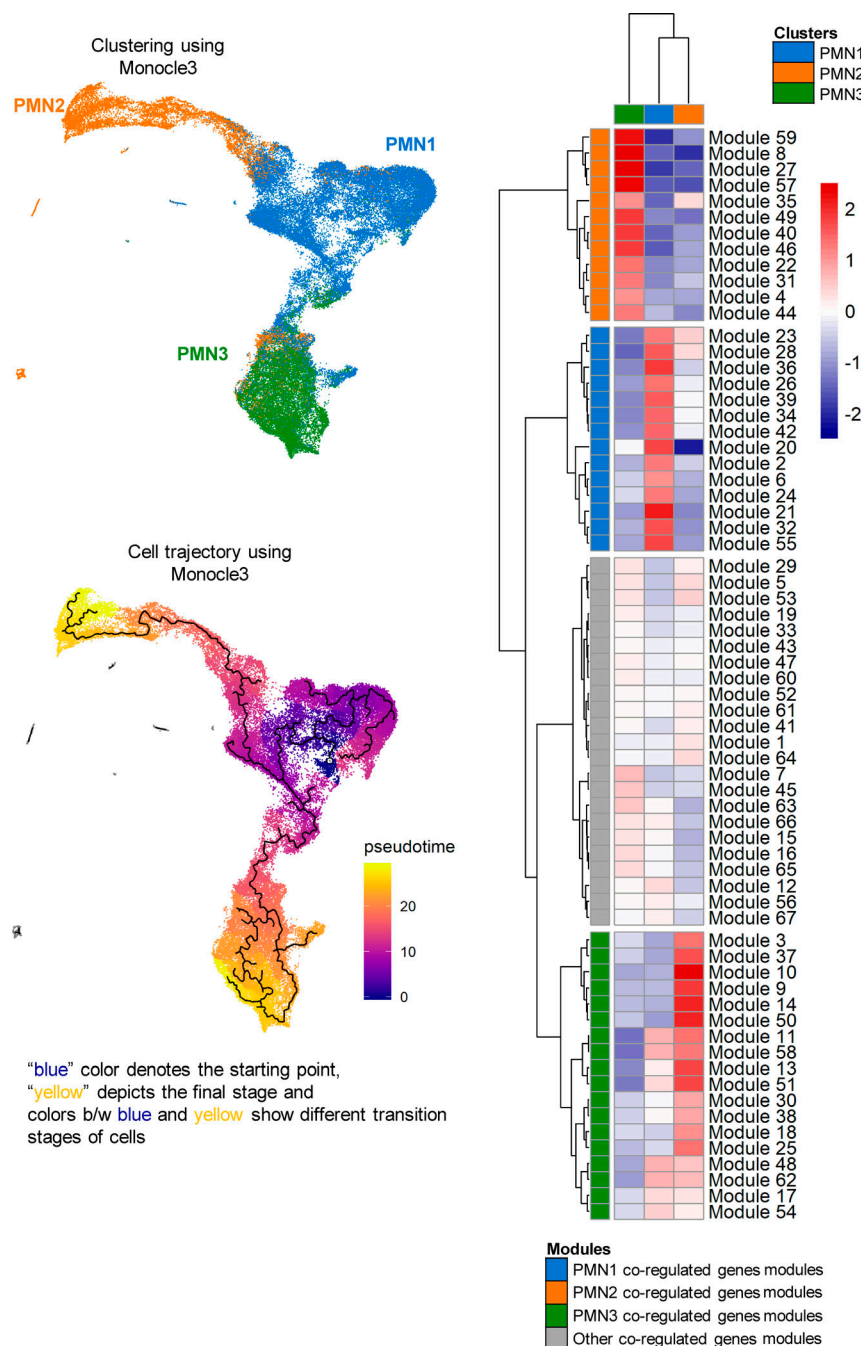 Clustering using
Monocle3
PMN2
PMN1
PMN3
Cell trajectory using
Monocle3
pseudotime
20
10
0
"blue" color denotes the starting point,
"yellow" depicts the final stage and
colors b/w blue and yellow show different transition
stages of cells
Clusters
PMN1
PMN2
PMN3
Module 59
Module 8
Module 27
Module 57
Module 35
Module 49
Module 40
Module 46
Module 22
Module 31
Module 4
Module 44
Module 23
Module 28
Module 36
Module 26
Module 39
Module 34
Module 42
Module 20
Module 2
Module 6
Module 24
Module 21
Module 32
Module 55
Module 29
Module 5
Module 53
Module 19
Module 33
Module 43
Module 47
Module 60
Module 52
Module 61
Module 41
Module 1
Module 64
Module 7
Module 45
Module 63
Module 66
Module 15
Module 16
Module 65
Module 12
Module 56
Module 67
Module 3
Module 37
Module 10
Module 9
Module 14
Module 50
Module 11
Module 58
Module 13
Module 51
Module 30
Module 38
Module 18
Module 25
Module 48
Module 62
Module 17
Module 54
2
1
0
-1
-2
Modules
PMN1 co-regulated genes modules
PMN2 co-regulated genes modules
PMN3 co-regulated genes modules
Other co-regulated genes modules